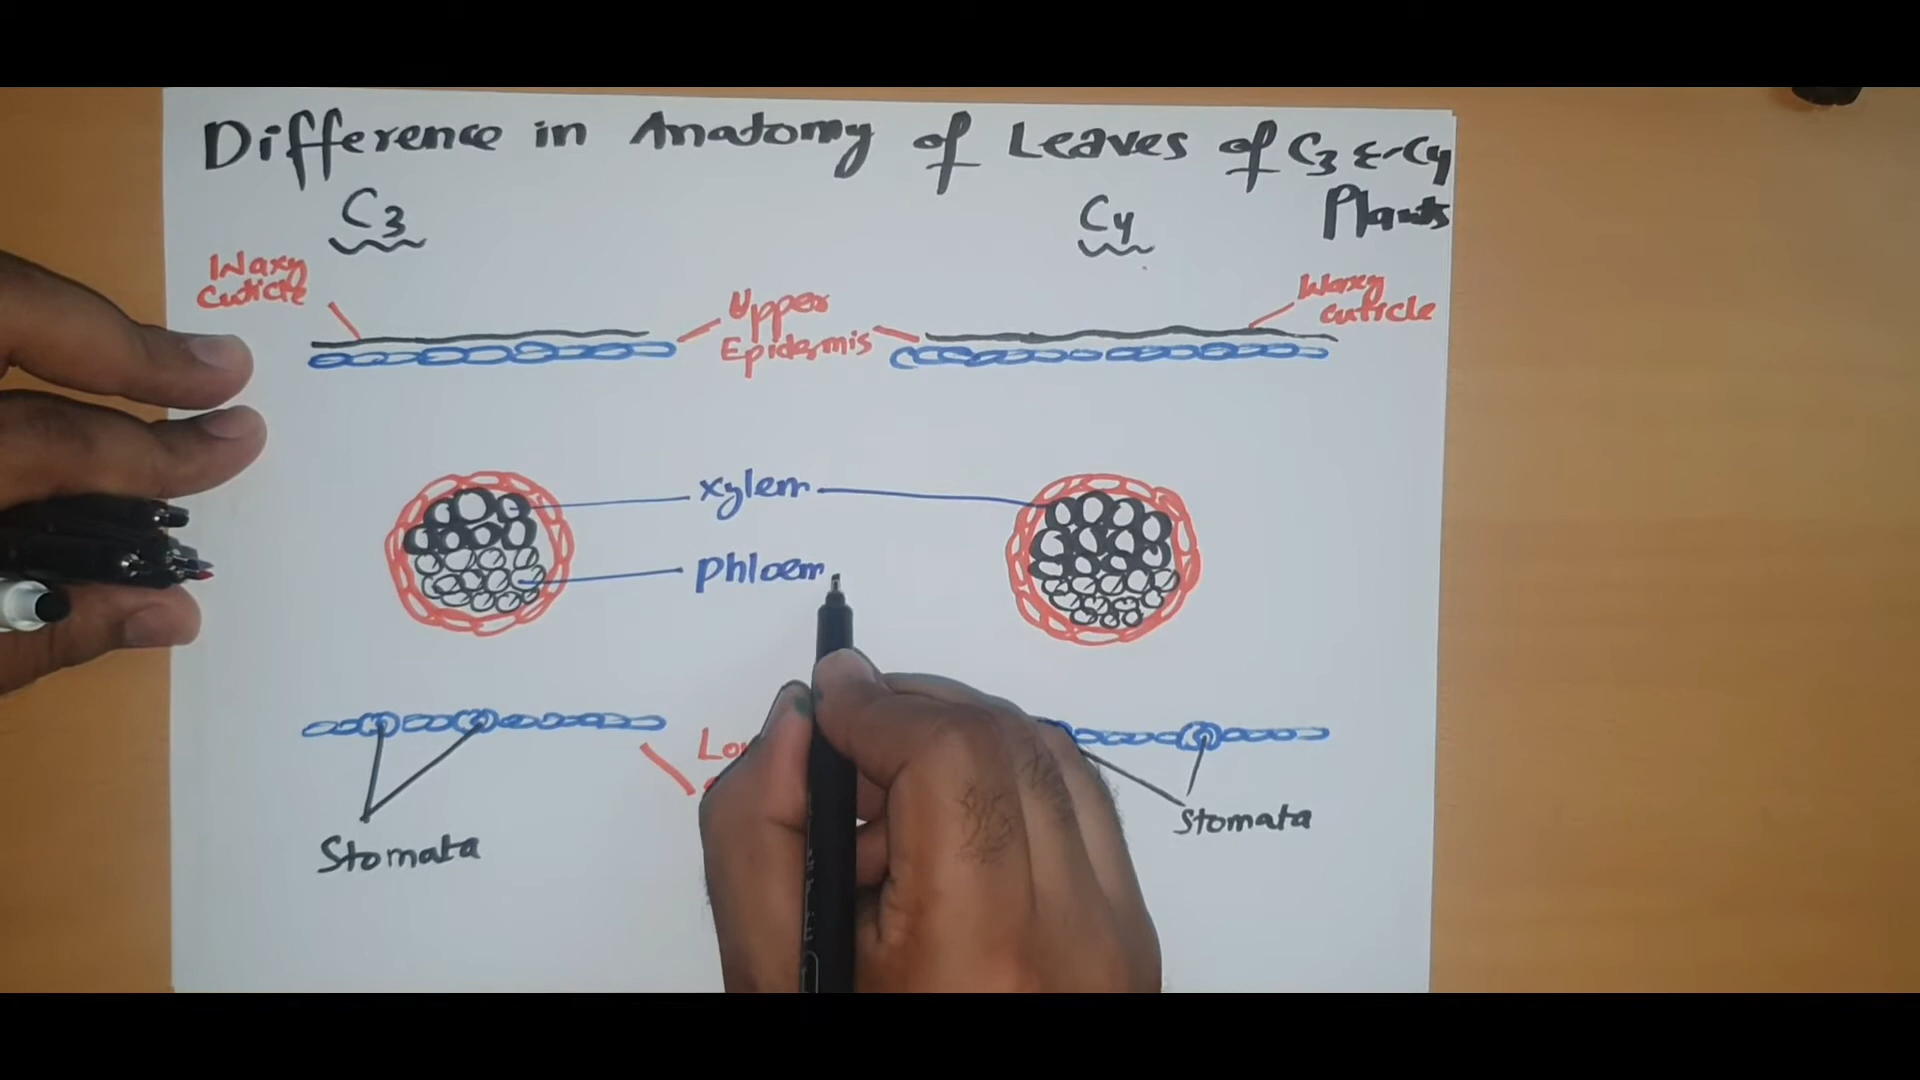 Difference in Anatomy of Leaves of C3 & C4
Plants
C3
C4
Waxy
Cuticle
Upper
Epidermis
Waxy
cuticle
xylem
phloem
Stomata
Stomata